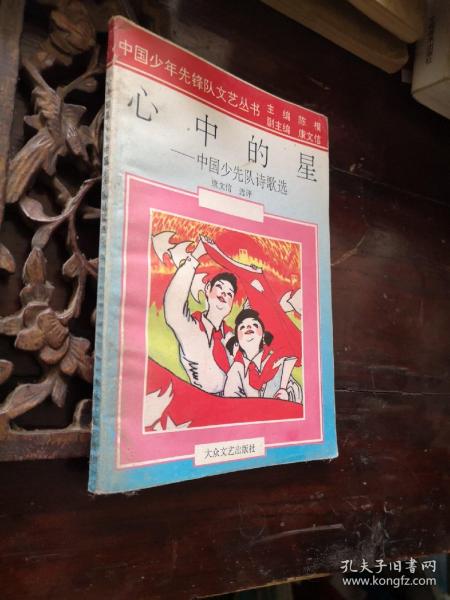 中国少年先锋队文艺丛书
主编 陈模
副主编 康文信
心中的星
——中国少先队诗歌选
康文信 选评
大众文艺出版社
孔夫子旧书网
www.kongfz.com